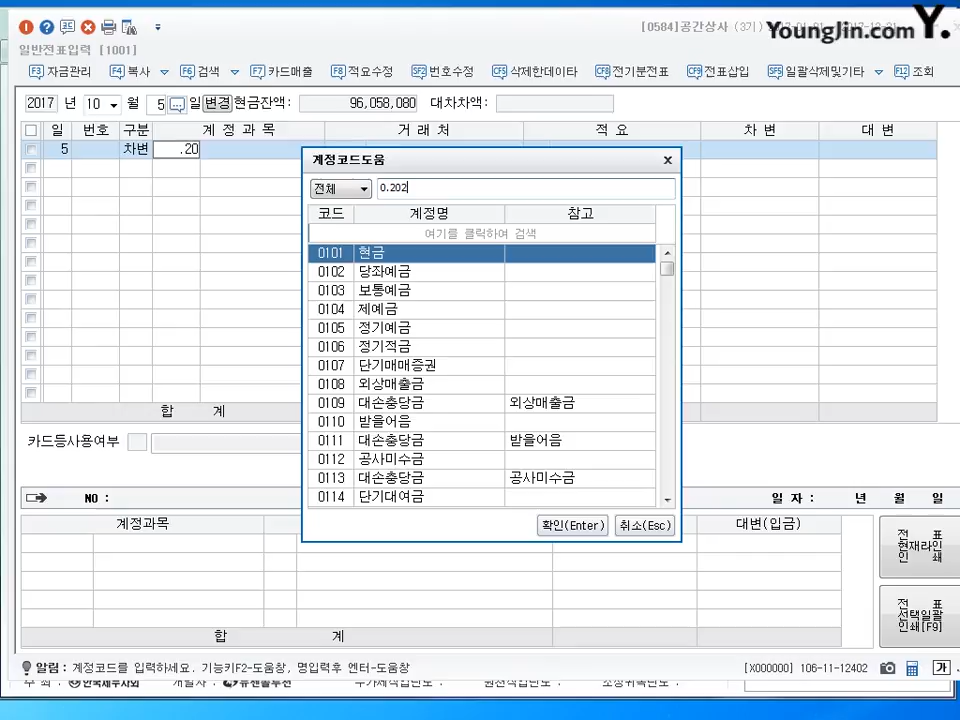 [0584]공간상사 (3기)
YoungJin.com Y.
일반전표입력 [1001]
F3 자금관리 F4 복사 F6 검색 F7 카드매출 F8 적요수정 SF2 번호수정 CF5 삭제한데이타 CF8 전기분전표 CF9 전표삽입 SF5 일괄삭제및기타 F12 조회
2017 년 10 월 5 ... 일 변경 현금잔액: 96,058,080 대차차액:
일 번호 구분 계 정 과 목 거 래 처 적 요 차 변 대 변
5 차변 .20
계정코드도움 x
전체 0.202
코드 계정명 참고
여기를 클릭하여 검색
0101 현금
0102 당좌예금
0103 보통예금
0104 제예금
0105 정기예금
0106 정기적금
0107 단기매매증권
0108 외상매출금
0109 대손충당금 외상매출금
0110 받을어음
0111 대손충당금 받을어음
0112 공사미수금
0113 대손충당금 공사미수금
0114 단기대여금
확인(Enter) 취소(Esc)
합 계
카드등사용여부
NO : 일 자 : 년 월 일
계정과목 대변(입금)
전 표
현재라인
인 쇄
전 표
선택일괄
인쇄[F9]
합 계
알림 : 계정코드를 입력하세요. 기능키F2-도움창, 명입력후 엔터-도움창 [X000000] 106-11-12402 가